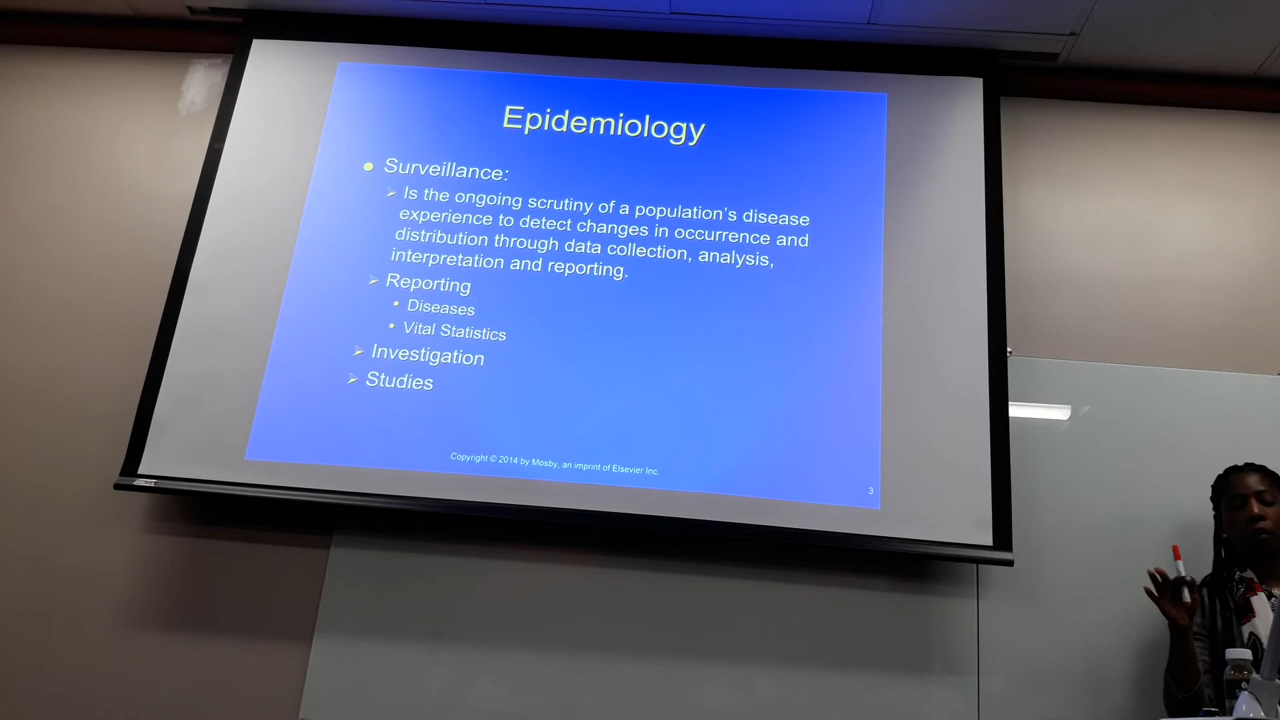 Epidemiology
Surveillance:
Is the ongoing scrutiny of a population's disease
experience to detect changes in occurrence and
distribution through data collection, analysis,
interpretation and reporting.
Reporting
Diseases
Vital Statistics
Investigation
Studies
Copyright © 2014 by Mosby, an imprint of Elsevier Inc.
3